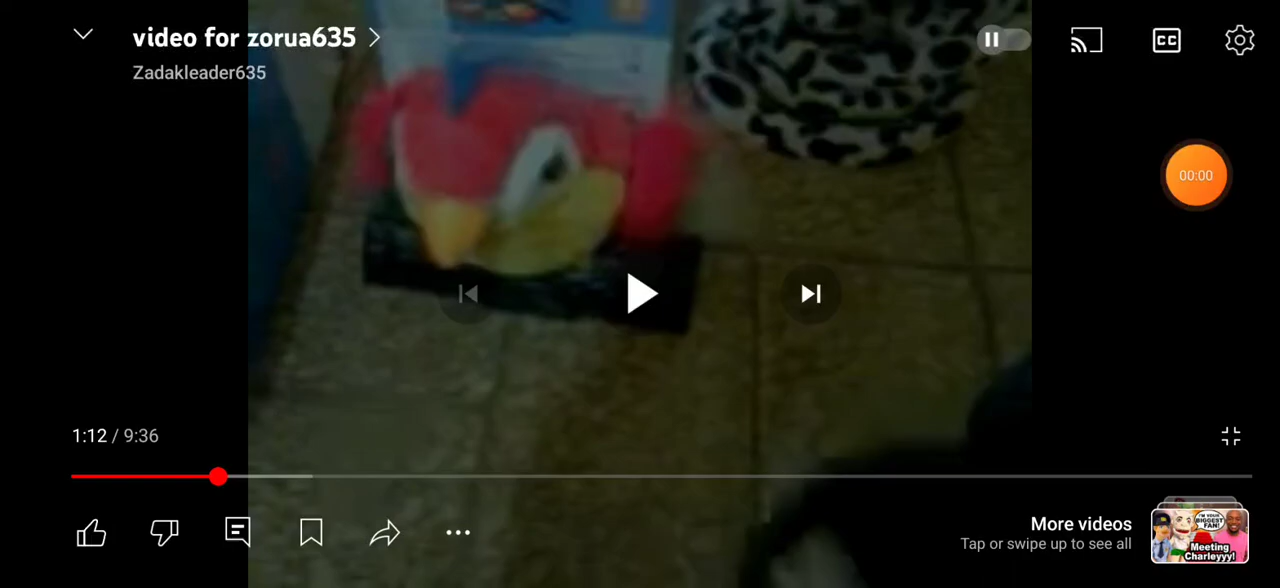 video for zorua635
Zadakleader635
CC
00:00
1:12 / 9:36
More videos
Tap or swipe up to see all
I'M YOUR
BIGGEST
FAN!
Meeting
Charleyyy!